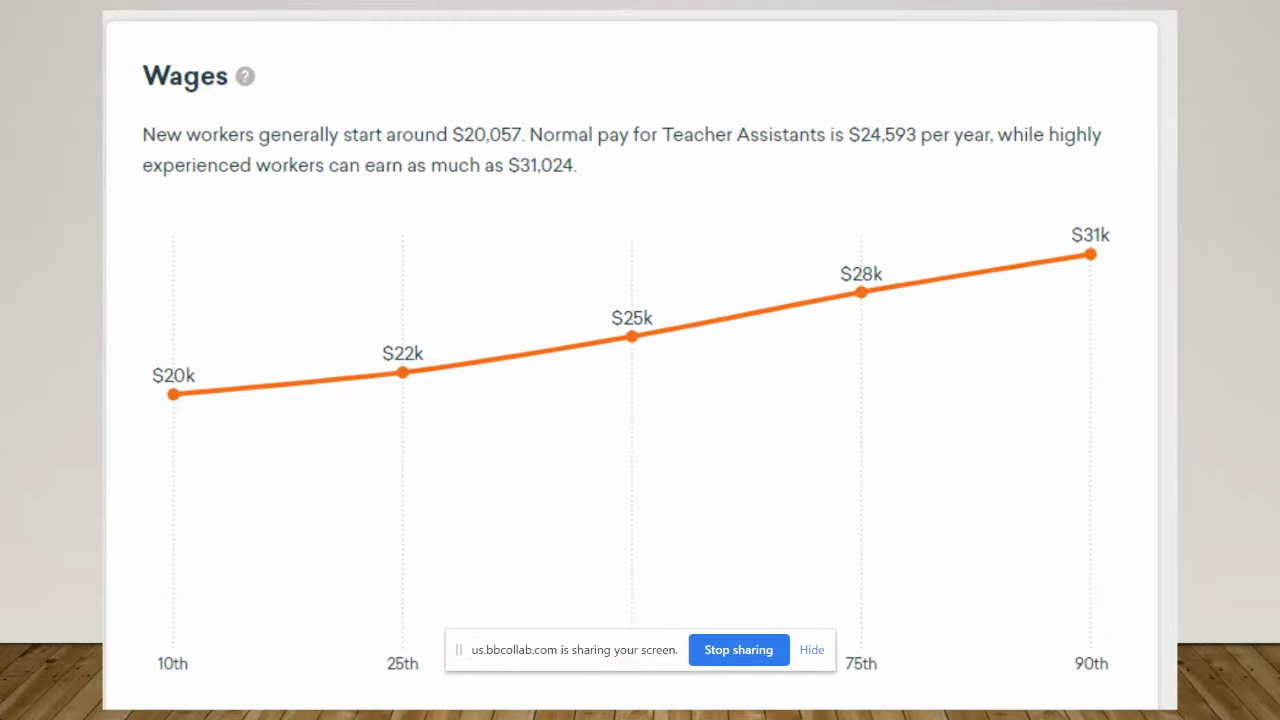 Wages ?
New workers generally start around $20,057. Normal pay for Teacher Assistants is $24,593 per year, while highly
experienced workers can earn as much as $31,024.
$31k
$28k
$25k
$22k
$20k
10th
25th
75th
90th
us.bbcollab.com is sharing your screen.
Stop sharing
Hide